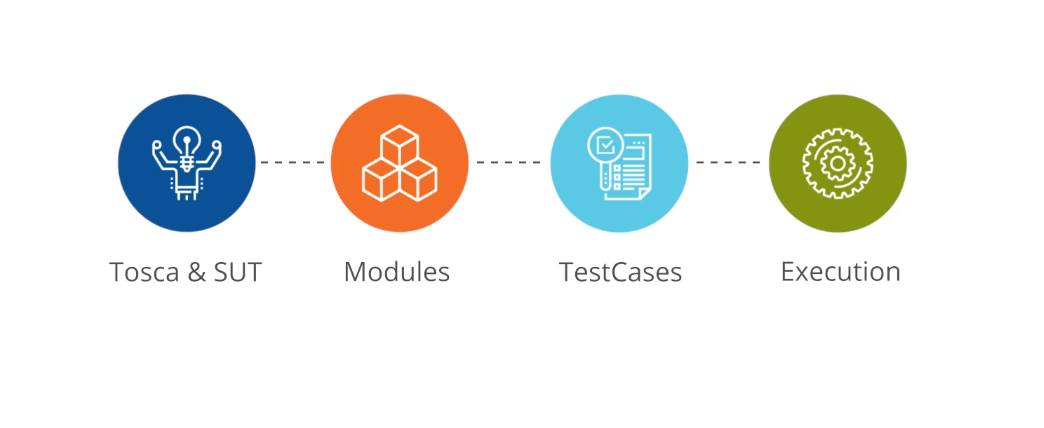 Tosca & SUT
Modules
TestCases
Execution